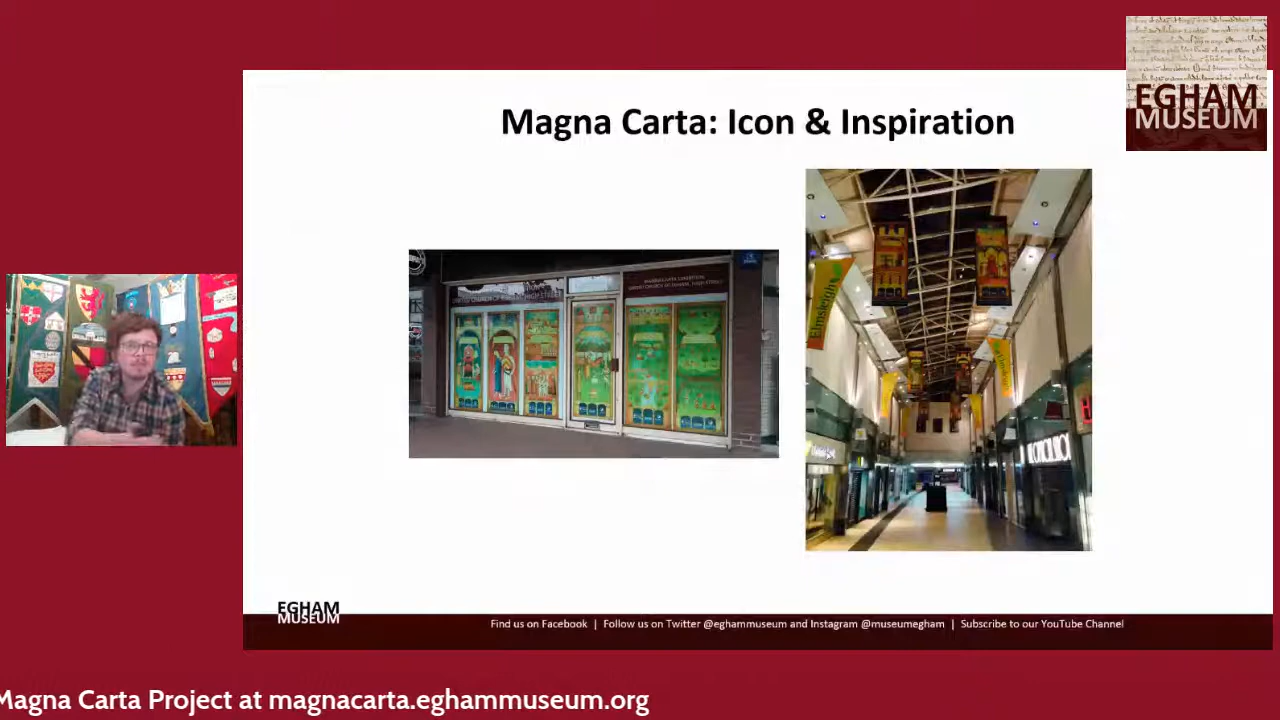 EGHAM
MUSEUM
Magna Carta: Icon & Inspiration
Elmsleigh
EGHAM
MUSEUM
Find us on Facebook | Follow us on Twitter @eghammuseum and Instagram @museumegham | Subscribe to our YouTube Channel
Magna Carta Project at magnacarta.eghammuseum.org